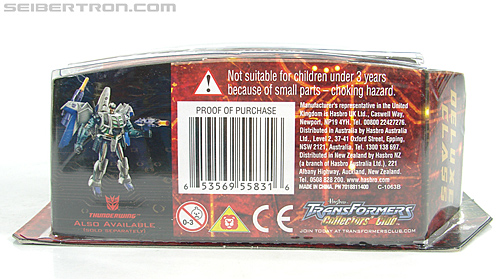 SEIBERTRON.COM
Not suitable for children under 3 years
because of small parts – choking hazard.
PROOF OF PURCHASE
6 53569 55831 6
Manufacturer's representative in the United
Kingdom is Hasbro UK Ltd., Caswell Way,
Newport, NP19 4YH. Tel. 00800 22427276.
Distributed in Australia by Hasbro Australia
Ltd., Level 2, 37-41 Oxford Street, Epping,
NSW 2121, Australia. Tel. 1300 138 697.
Distributed in New Zealand by Hasbro NZ
(a branch of Hasbro Australia Ltd.), 221
Albany Highway, Auckland, New Zealand.
Tel. 0508 828 200. www.hasbro.com
MADE IN CHINA. P/N 7018811400 C-1063B
THUNDERWING
ALSO AVAILABLE
(SOLD SEPARATELY)
0-3
CE
Hasbro
TRANSFORMERS
Collectors' Club
JOIN TODAY AT TRANSFORMERSCLUB.COM